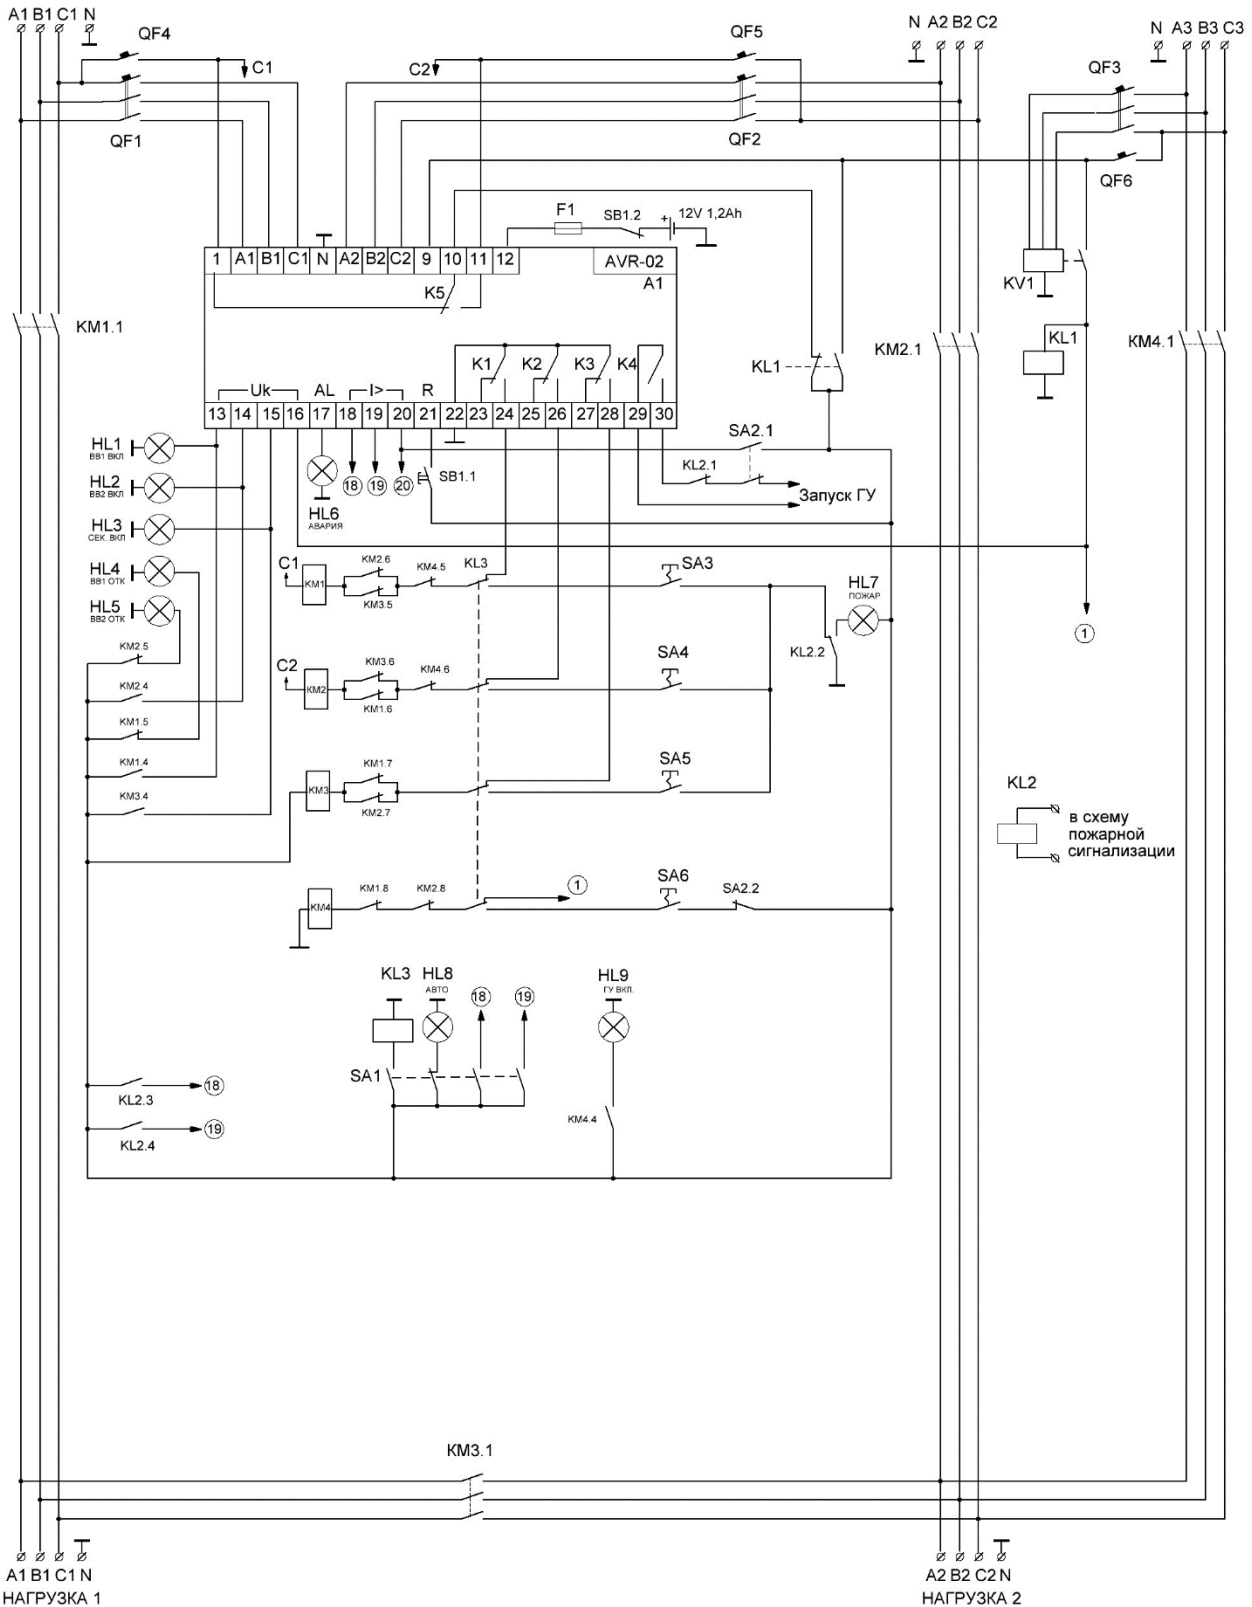 A1 B1 C1 N
N A2 B2 C2
N A3 B3 C3
QF4
QF5
C1
C2
QF3
QF1
QF2
QF6
F1
SB1.2
+
12V 1,2Ah
1 A1 B1 C1 N A2 B2 C2 9 10 11 12
AVR-02
A1
K5
KV1
KM1.1
KM2.1
KL1
KM4.1
K1 K2 K3 K4
KL1
Uk AL I> R
13 14 15 16 17 18 19 20 21 22 23 24 25 26 27 28 29 30
HL1
ВВ1 ВКЛ
SA2.1
KL2.1
HL2
ВВ2 ВКЛ
18 19 20
SB1.1
Запуск ГУ
HL6
АВАРИЯ
HL3
СЕК. ВКЛ
HL4
ВВ1 ОТК
C1
KM1
KM2.6
KM3.5
KM4.5
KL3
SA3
HL7
ПОЖАР
HL5
ВВ2 ОТК
1
KL2.2
KM2.5
C2
KM2
KM3.6
KM1.6
KM4.6
SA4
KM2.4
KM1.5
KM1.4
KM3
KM1.7
KM2.7
SA5
KM3.4
KL2
в схему
пожарной
сигнализации
KM4
KM1.8
KM2.8
1
SA6
SA2.2
KL3
HL8
АВТО
18
19
HL9
ГУ ВКЛ.
SA1
KM4.4
KL2.3
18
KL2.4
19
KM3.1
A1 B1 C1 N
НАГРУЗКА 1
A2 B2 C2 N
НАГРУЗКА 2